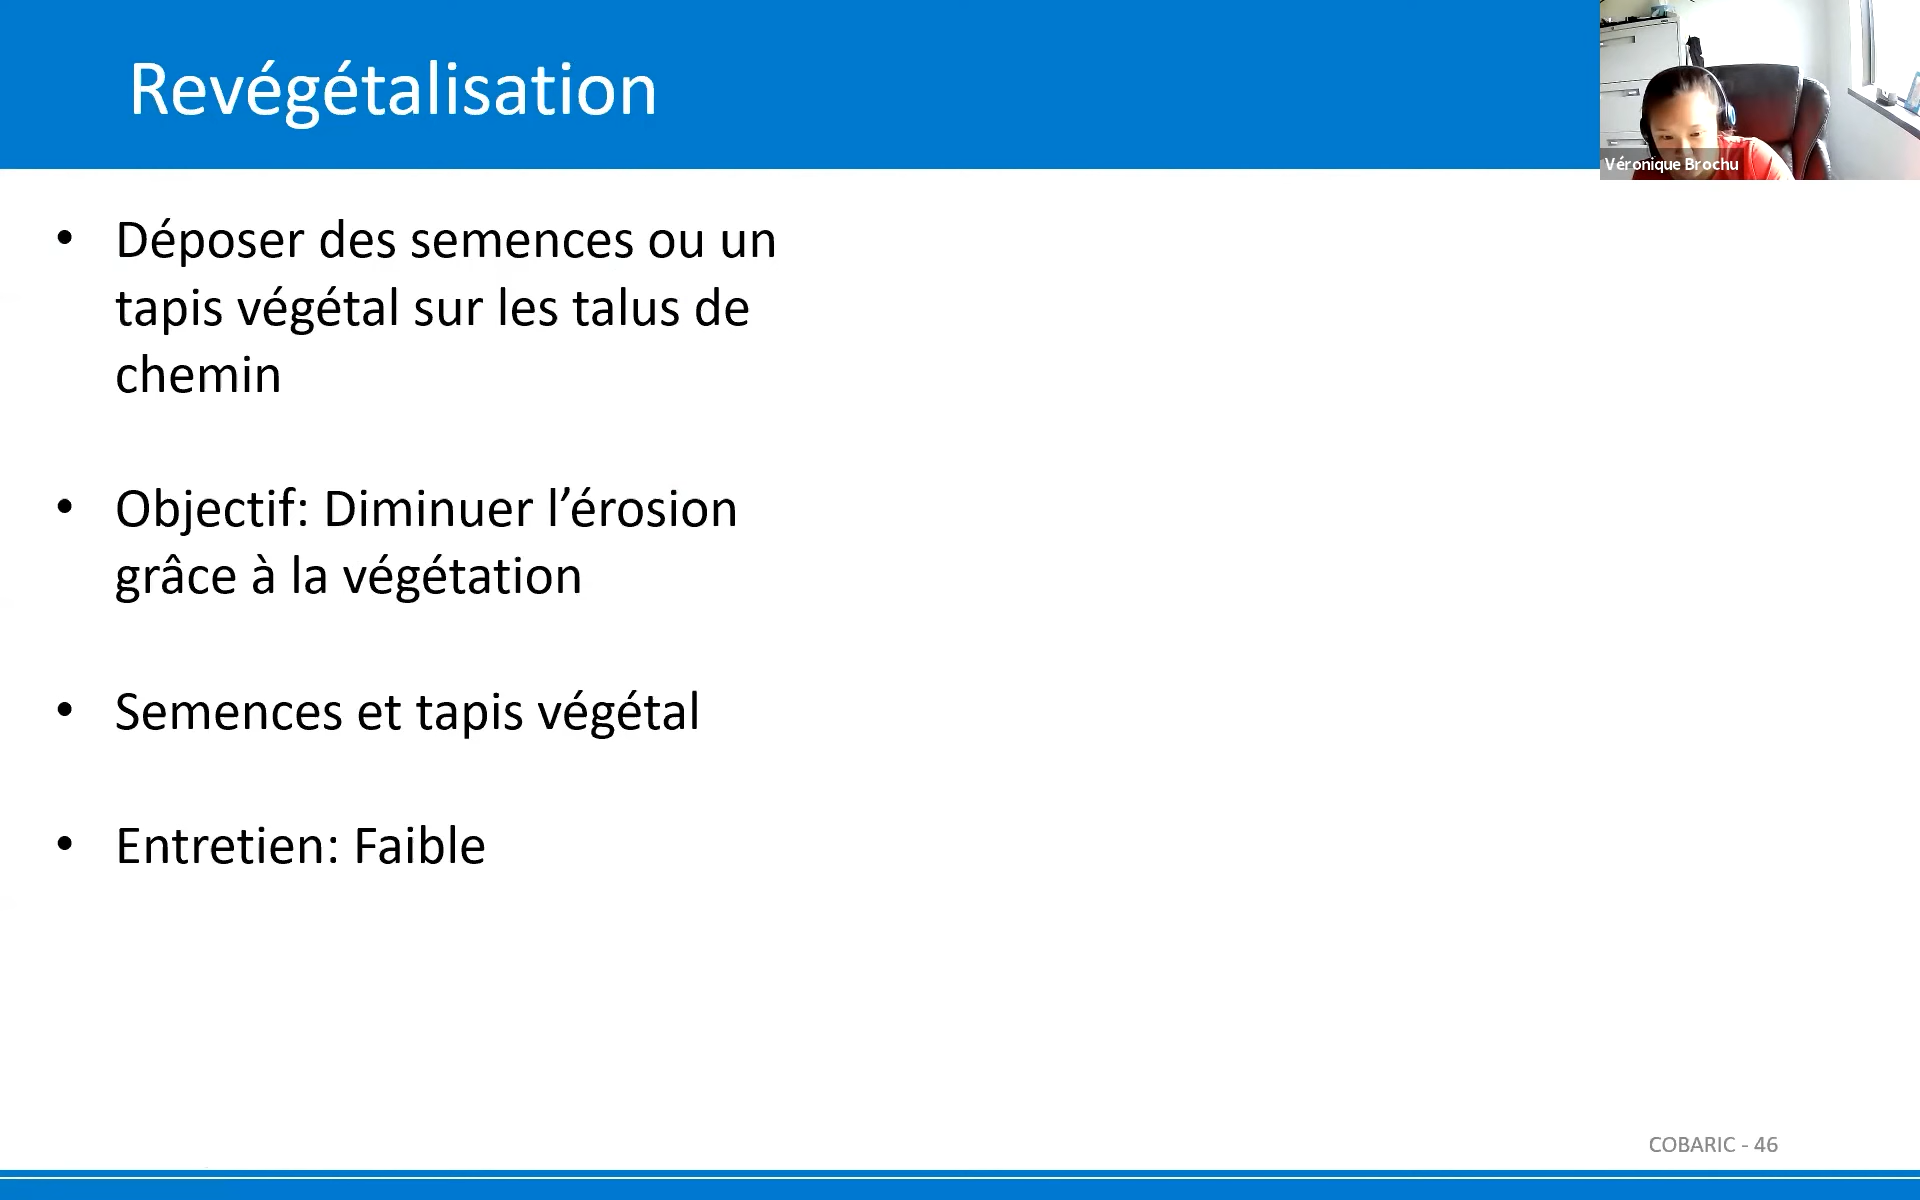 Revégétalisation
Véronique Brochu
• Déposer des semences ou un
tapis végétal sur les talus de
chemin
• Objectif: Diminuer l’érosion
grâce à la végétation
• Semences et tapis végétal
• Entretien: Faible
COBARIC - 46